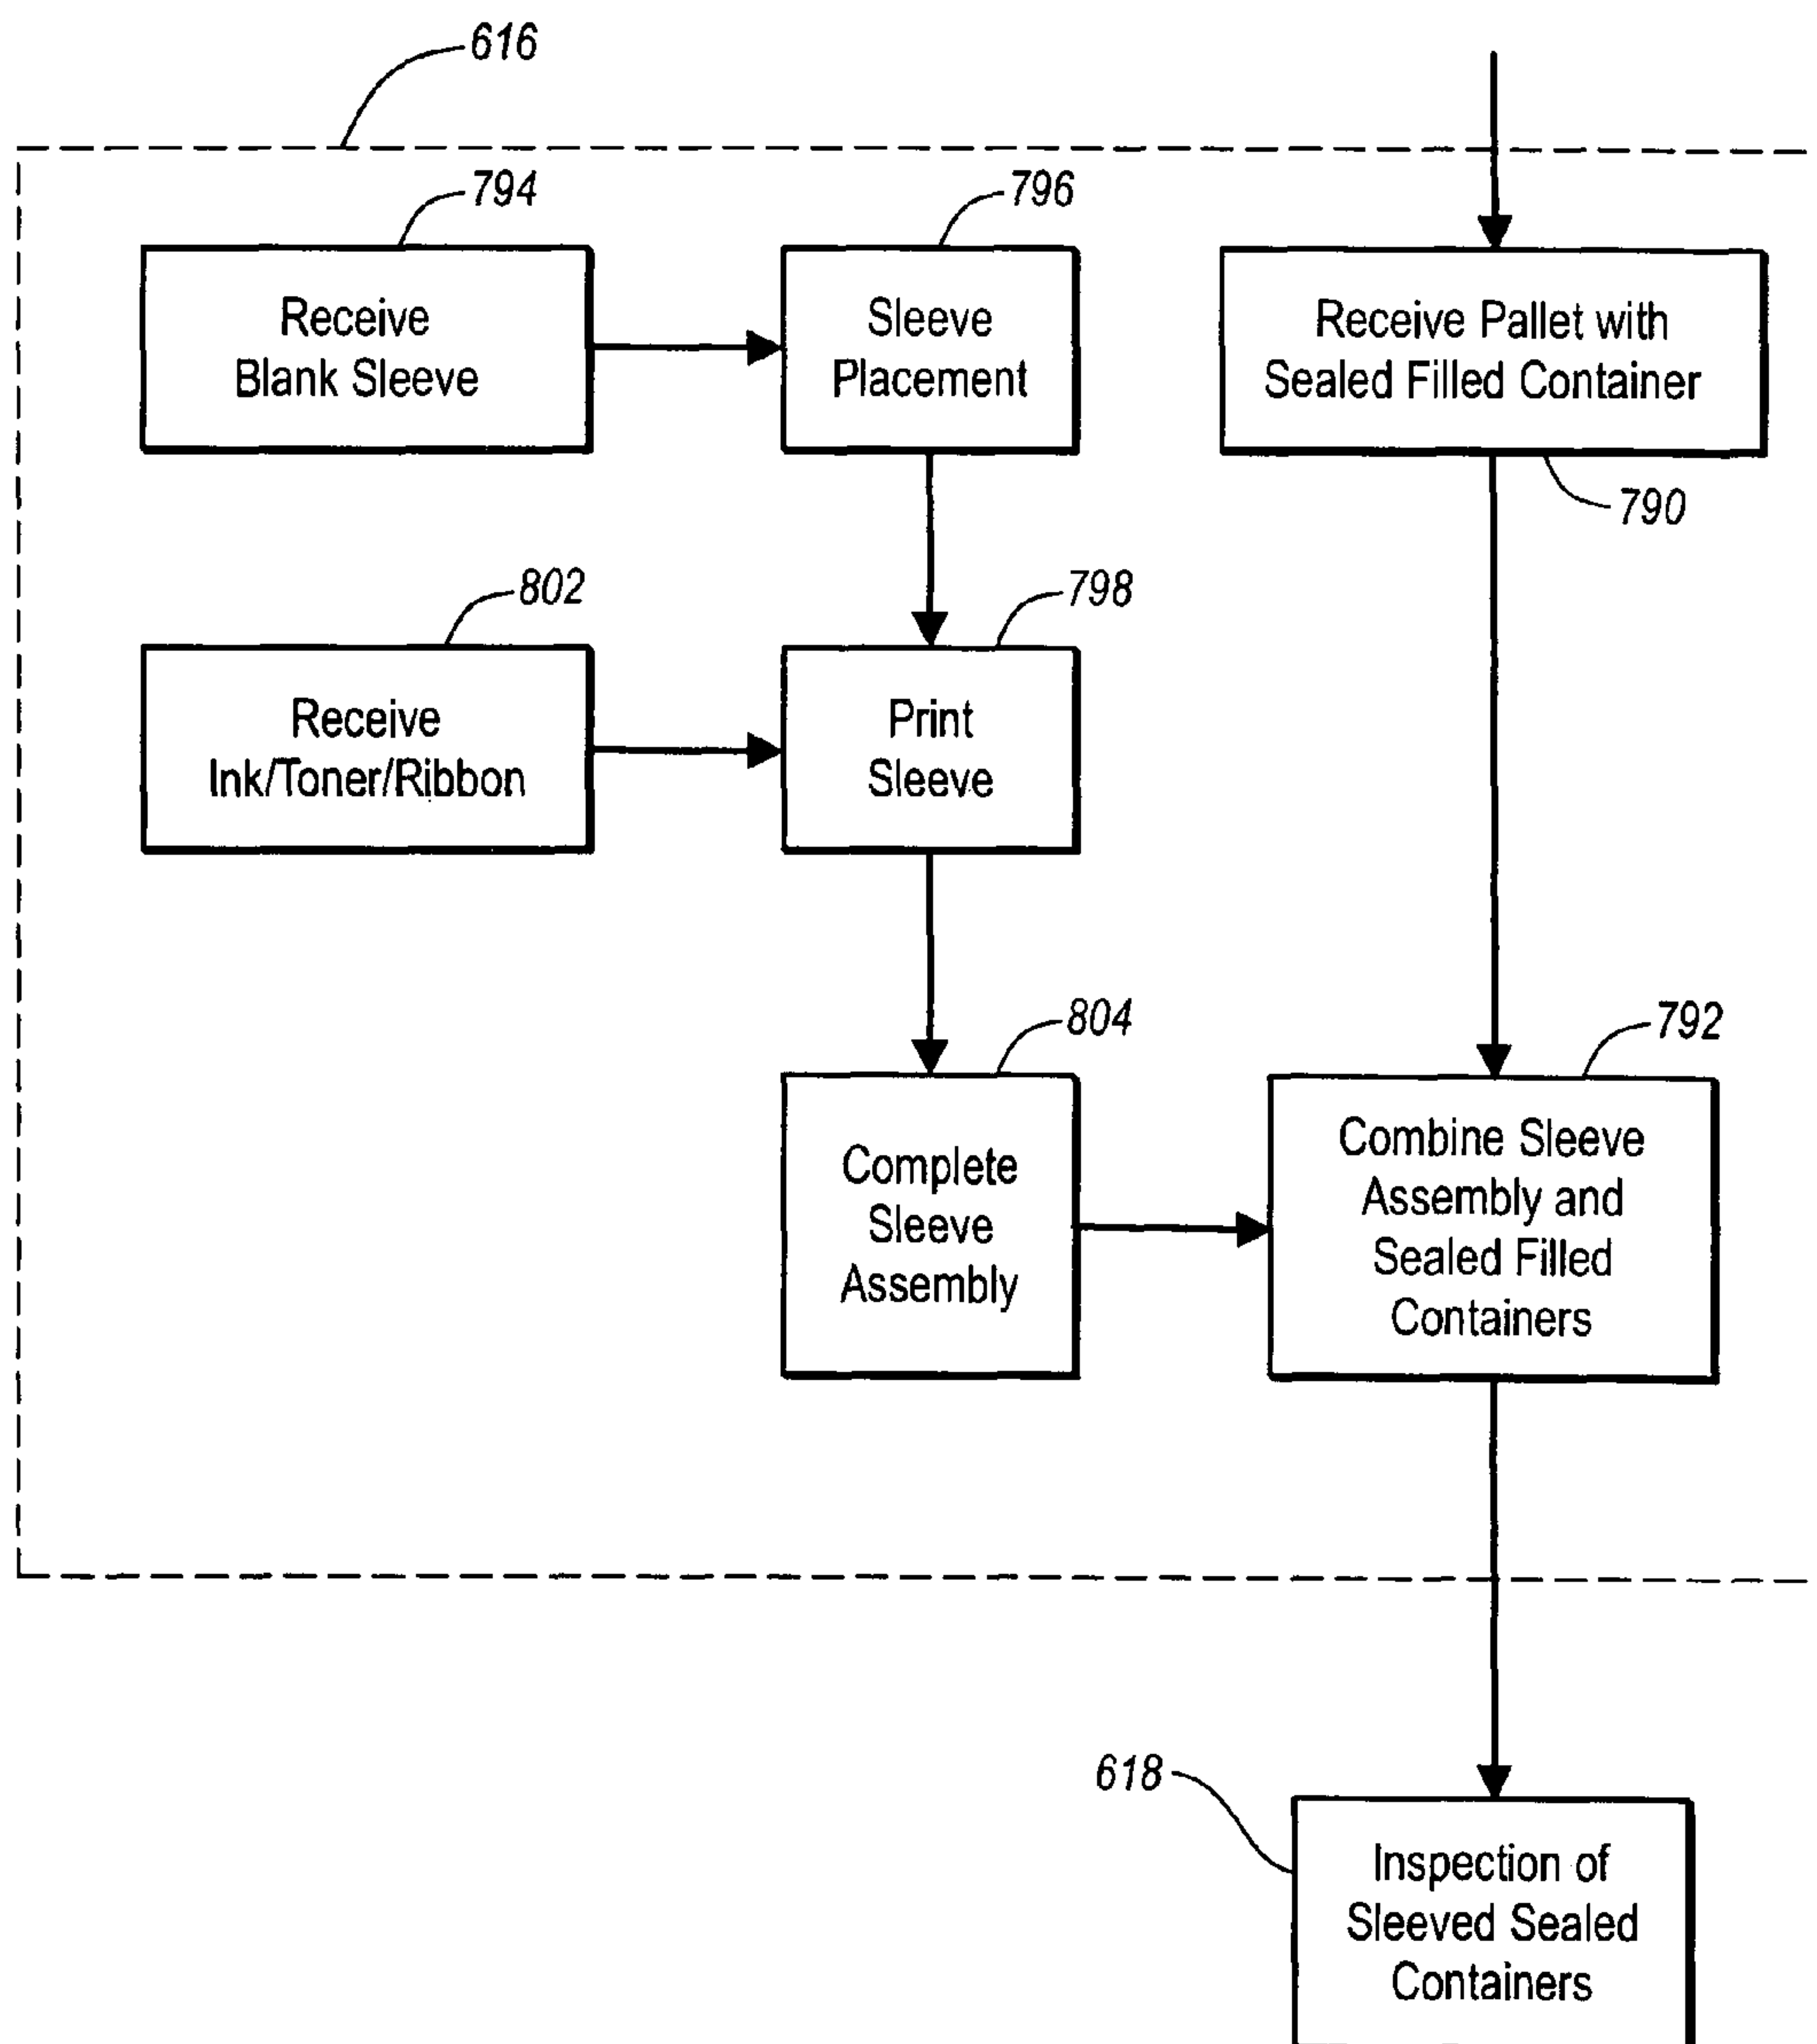 616
794
796
Receive
Blank Sleeve
Sleeve
Placement
Receive Pallet with
Sealed Filled Container
790
802
798
Receive
Ink/Toner/Ribbon
Print
Sleeve
804
792
Complete
Sleeve
Assembly
Combine Sleeve
Assembly and
Sealed Filled
Containers
618
Inspection of
Sleeved Sealed
Containers